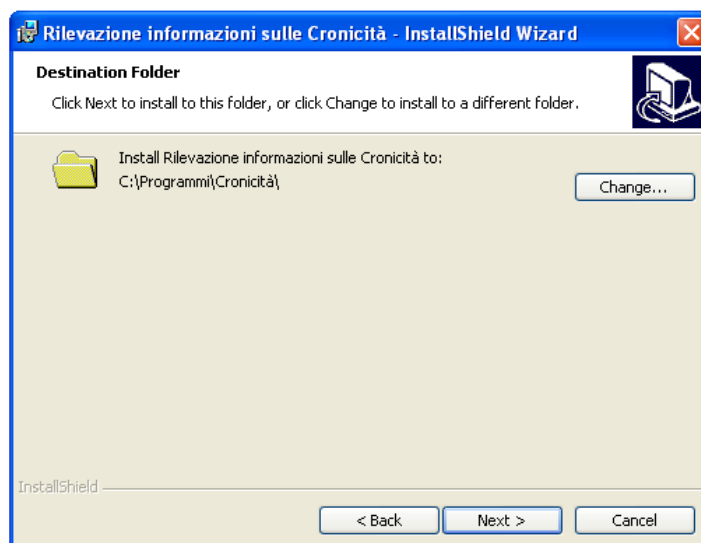 Rilevazione informazioni sulle Cronicità - InstallShield Wizard
Destination Folder
Click Next to install to this folder, or click Change to install to a different folder.
Install Rilevazione informazioni sulle Cronicità to:
C:\Programmi\Cronicità\
Change...
InstallShield
< Back
Next >
Cancel